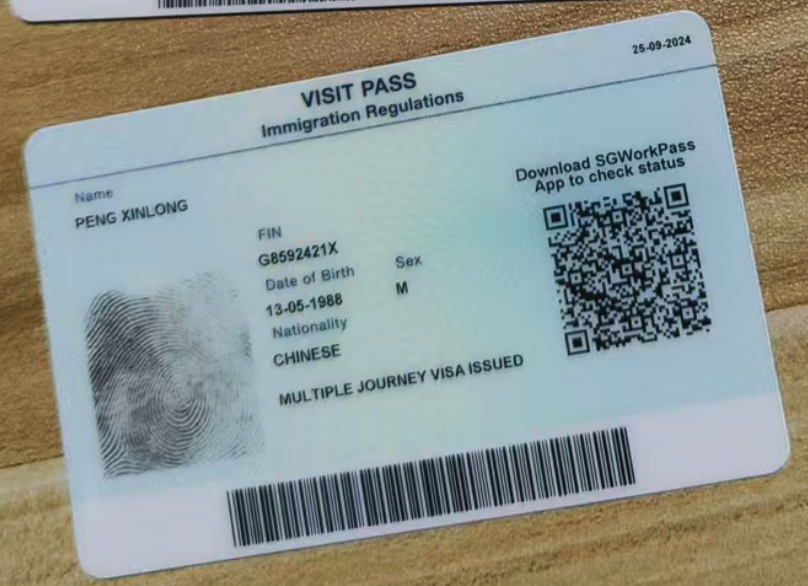 25-09-2024
VISIT PASS
Immigration Regulations
Download SGWorkPass
App to check status
Name
PENG XINLONG
FIN
G8592421X
Date of Birth
Sex
13-05-1988
M
Nationality
CHINESE
MULTIPLE JOURNEY VISA ISSUED